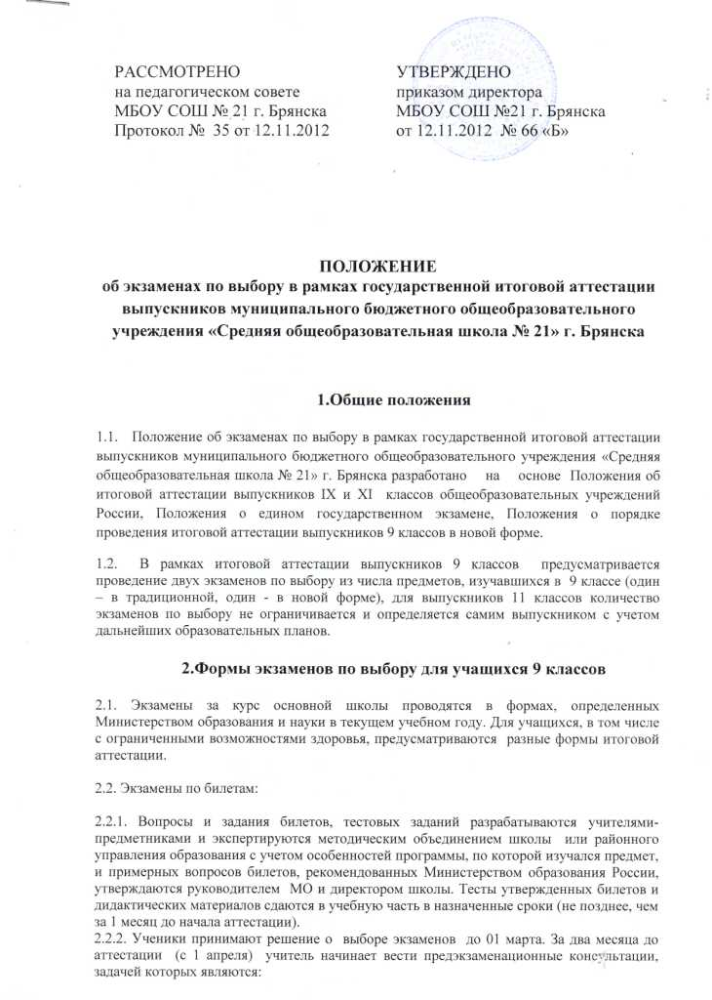 РАССМОТРЕНО
на педагогическом совете
МБОУ СОШ № 21 г. Брянска
Протокол № 35 от 12.11.2012
УТВЕРЖДЕНО
приказом директора
МБОУ СОШ №21 г. Брянска
от 12.11.2012 № 66 «Б»
ПОЛОЖЕНИЕ
об экзаменах по выбору в рамках государственной итоговой аттестации
выпускников муниципального бюджетного общеобразовательного
учреждения «Средняя общеобразовательная школа № 21» г. Брянска
1.Общие положения
1.1. Положение об экзаменах по выбору в рамках государственной итоговой аттестации
выпускников муниципального бюджетного общеобразовательного учреждения «Средняя
общеобразовательная школа № 21» г. Брянска разработано на основе Положения об
итоговой аттестации выпускников IX и XI классов общеобразовательных учреждений
России, Положения о едином государственном экзамене, Положения о порядке
проведения итоговой аттестации выпускников 9 классов в новой форме.
1.2. В рамках итоговой аттестации выпускников 9 классов предусматривается
проведение двух экзаменов по выбору из числа предметов, изучавшихся в 9 классе (один
– в традиционной, один - в новой форме), для выпускников 11 классов количество
экзаменов по выбору не ограничивается и определяется самим выпускником с учетом
дальнейших образовательных планов.
2.Формы экзаменов по выбору для учащихся 9 классов
2.1. Экзамены за курс основной школы проводятся в формах, определенных
Министерством образования и науки в текущем учебном году. Для учащихся, в том числе
с ограниченными возможностями здоровья, предусматриваются разные формы итоговой
аттестации.
2.2. Экзамены по билетам:
2.2.1. Вопросы и задания билетов, тестовых заданий разрабатываются учителями-
предметниками и экспертируются методическим объединением школы или районного
управления образования с учетом особенностей программы, по которой изучался предмет,
и примерных вопросов билетов, рекомендованных Министерством образования России,
утверждаются руководителем МО и директором школы. Тесты утвержденных билетов и
дидактических материалов сдаются в учебную часть в назначенные сроки (не позднее, чем
за 1 месяц до начала аттестации).
2.2.2. Ученики принимают решение о выборе экзаменов до 01 марта. За два месяца до
аттестации (с 1 апреля) учитель начинает вести предэкзаменационные консультации,
задачей которых являются: